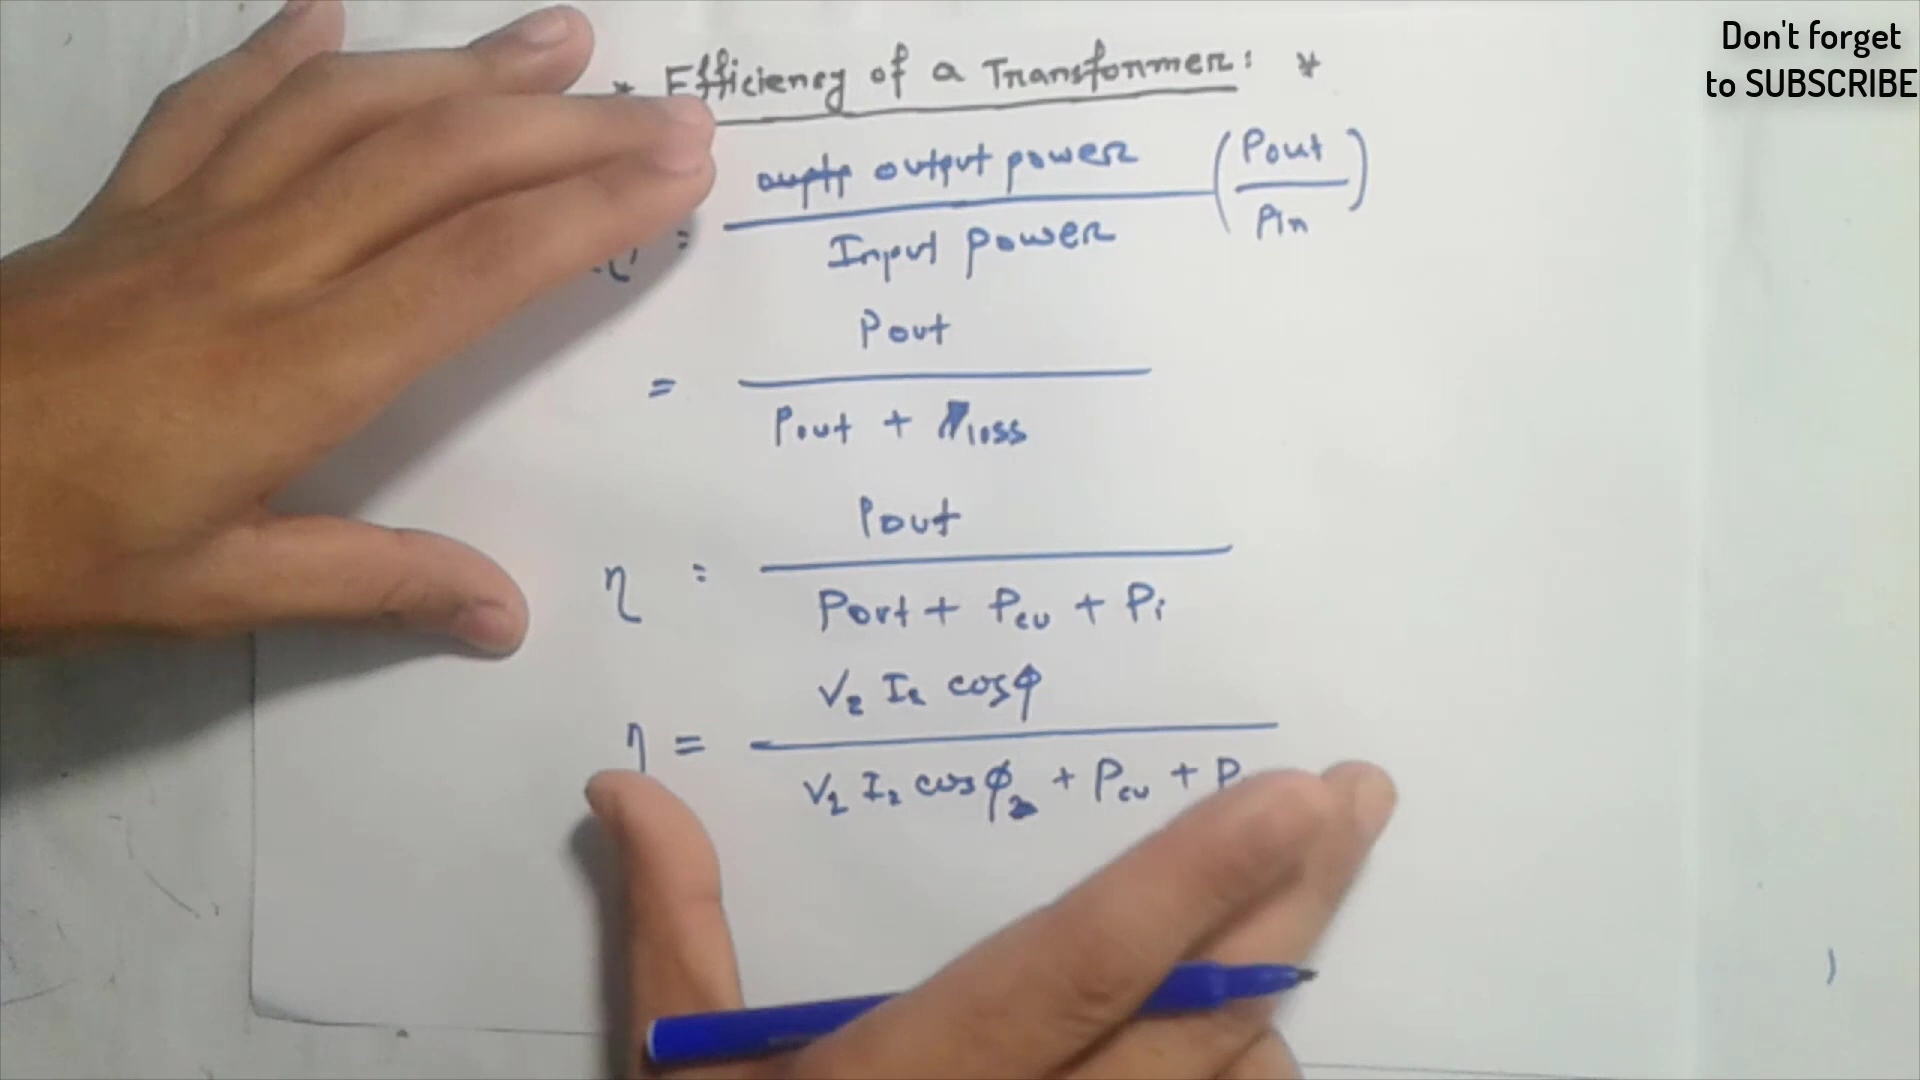 Don't forget
to SUBSCRIBE
* Efficiency of a Transformer: *
output power (Pout
= ――――
Input power Pin)
Pout
=
Pout + Ploss
Pout
η =
Pout + Pcu + Pi
V2 I2 cosφ
η =
V2 I2 cosφ2 + Pcu + P